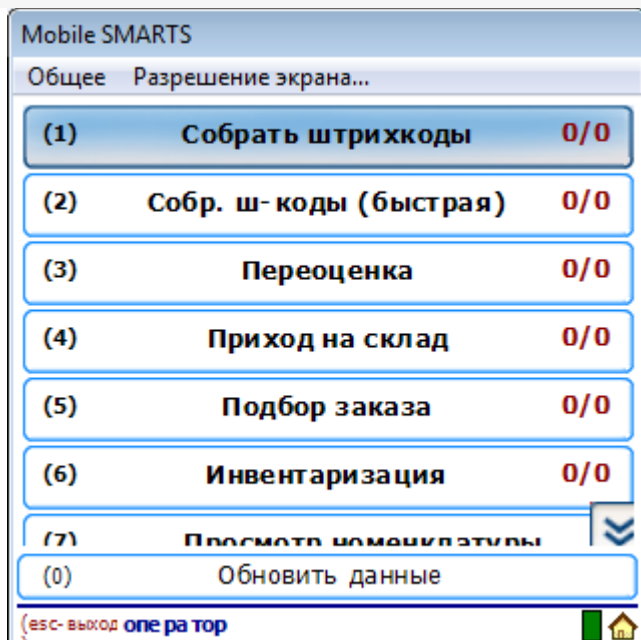 Mobile SMARTS
Общее Разрешение экрана...
(1) Собрать штрихкоды 0/0
(2) Собр. ш-коды (быстрая) 0/0
(3) Переоценка 0/0
(4) Приход на склад 0/0
(5) Подбор заказа 0/0
(6) Инвентаризация 0/0
(7) Просмотр номенклатуры
(0) Обновить данные
(esc-выход оператор